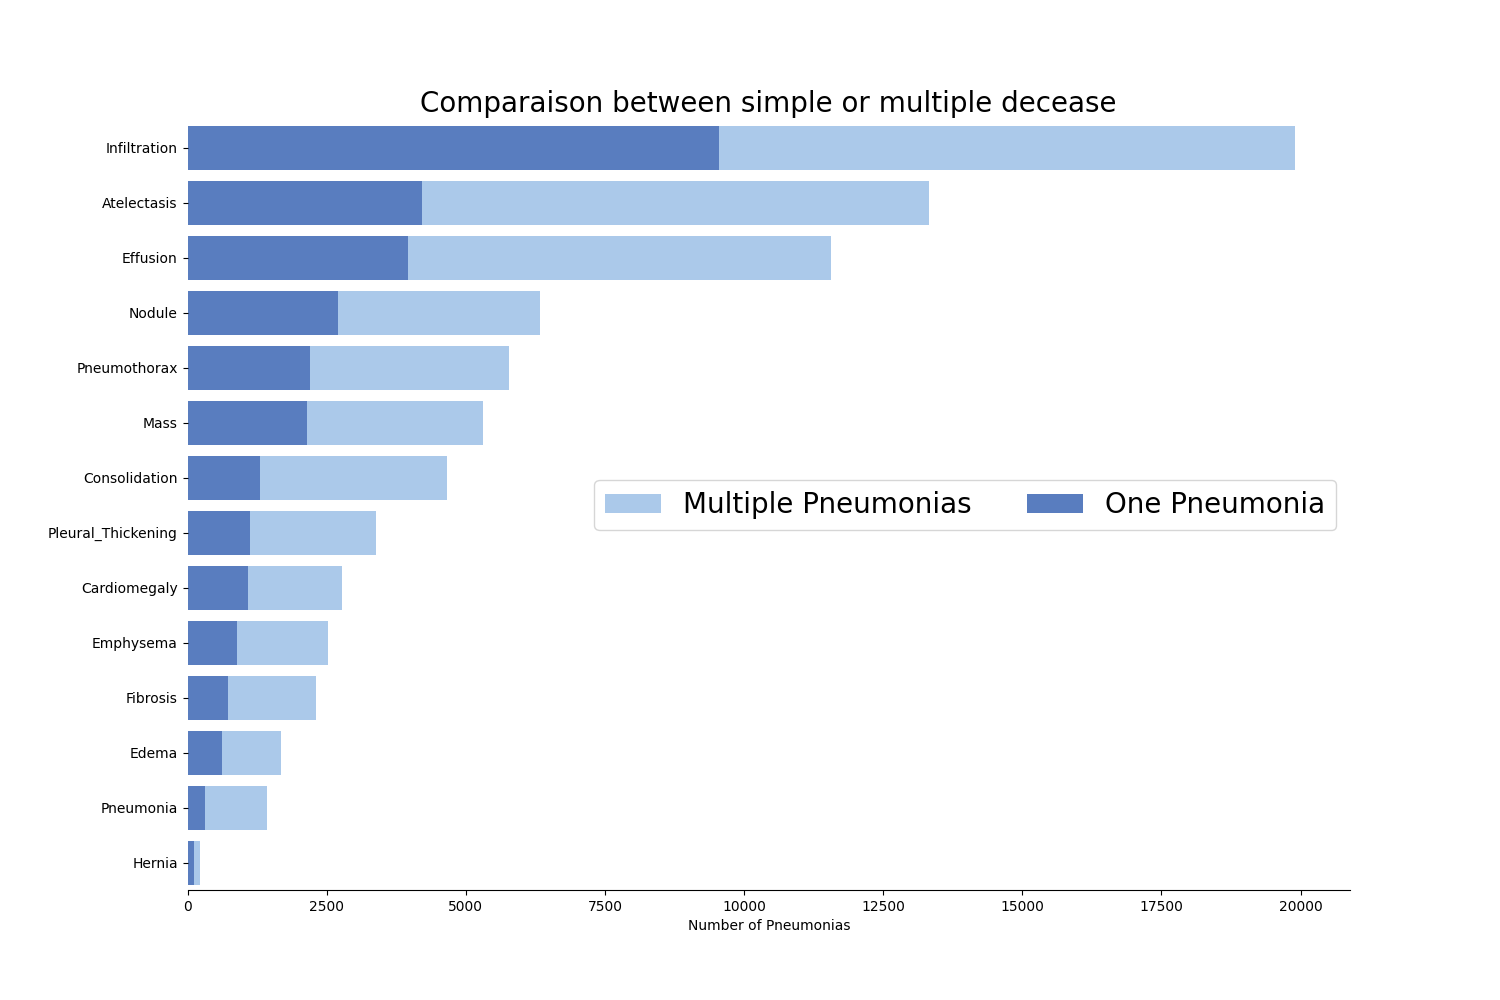 Comparaison between simple or multiple decease
Infiltration
Atelectasis
Effusion
Nodule
Pneumothorax
Mass
Consolidation
Pleural_Thickening
Cardiomegaly
Emphysema
Fibrosis
Edema
Pneumonia
Hernia
Multiple Pneumonias One Pneumonia
0 2500 5000 7500 10000 12500 15000 17500 20000
Number of Pneumonias